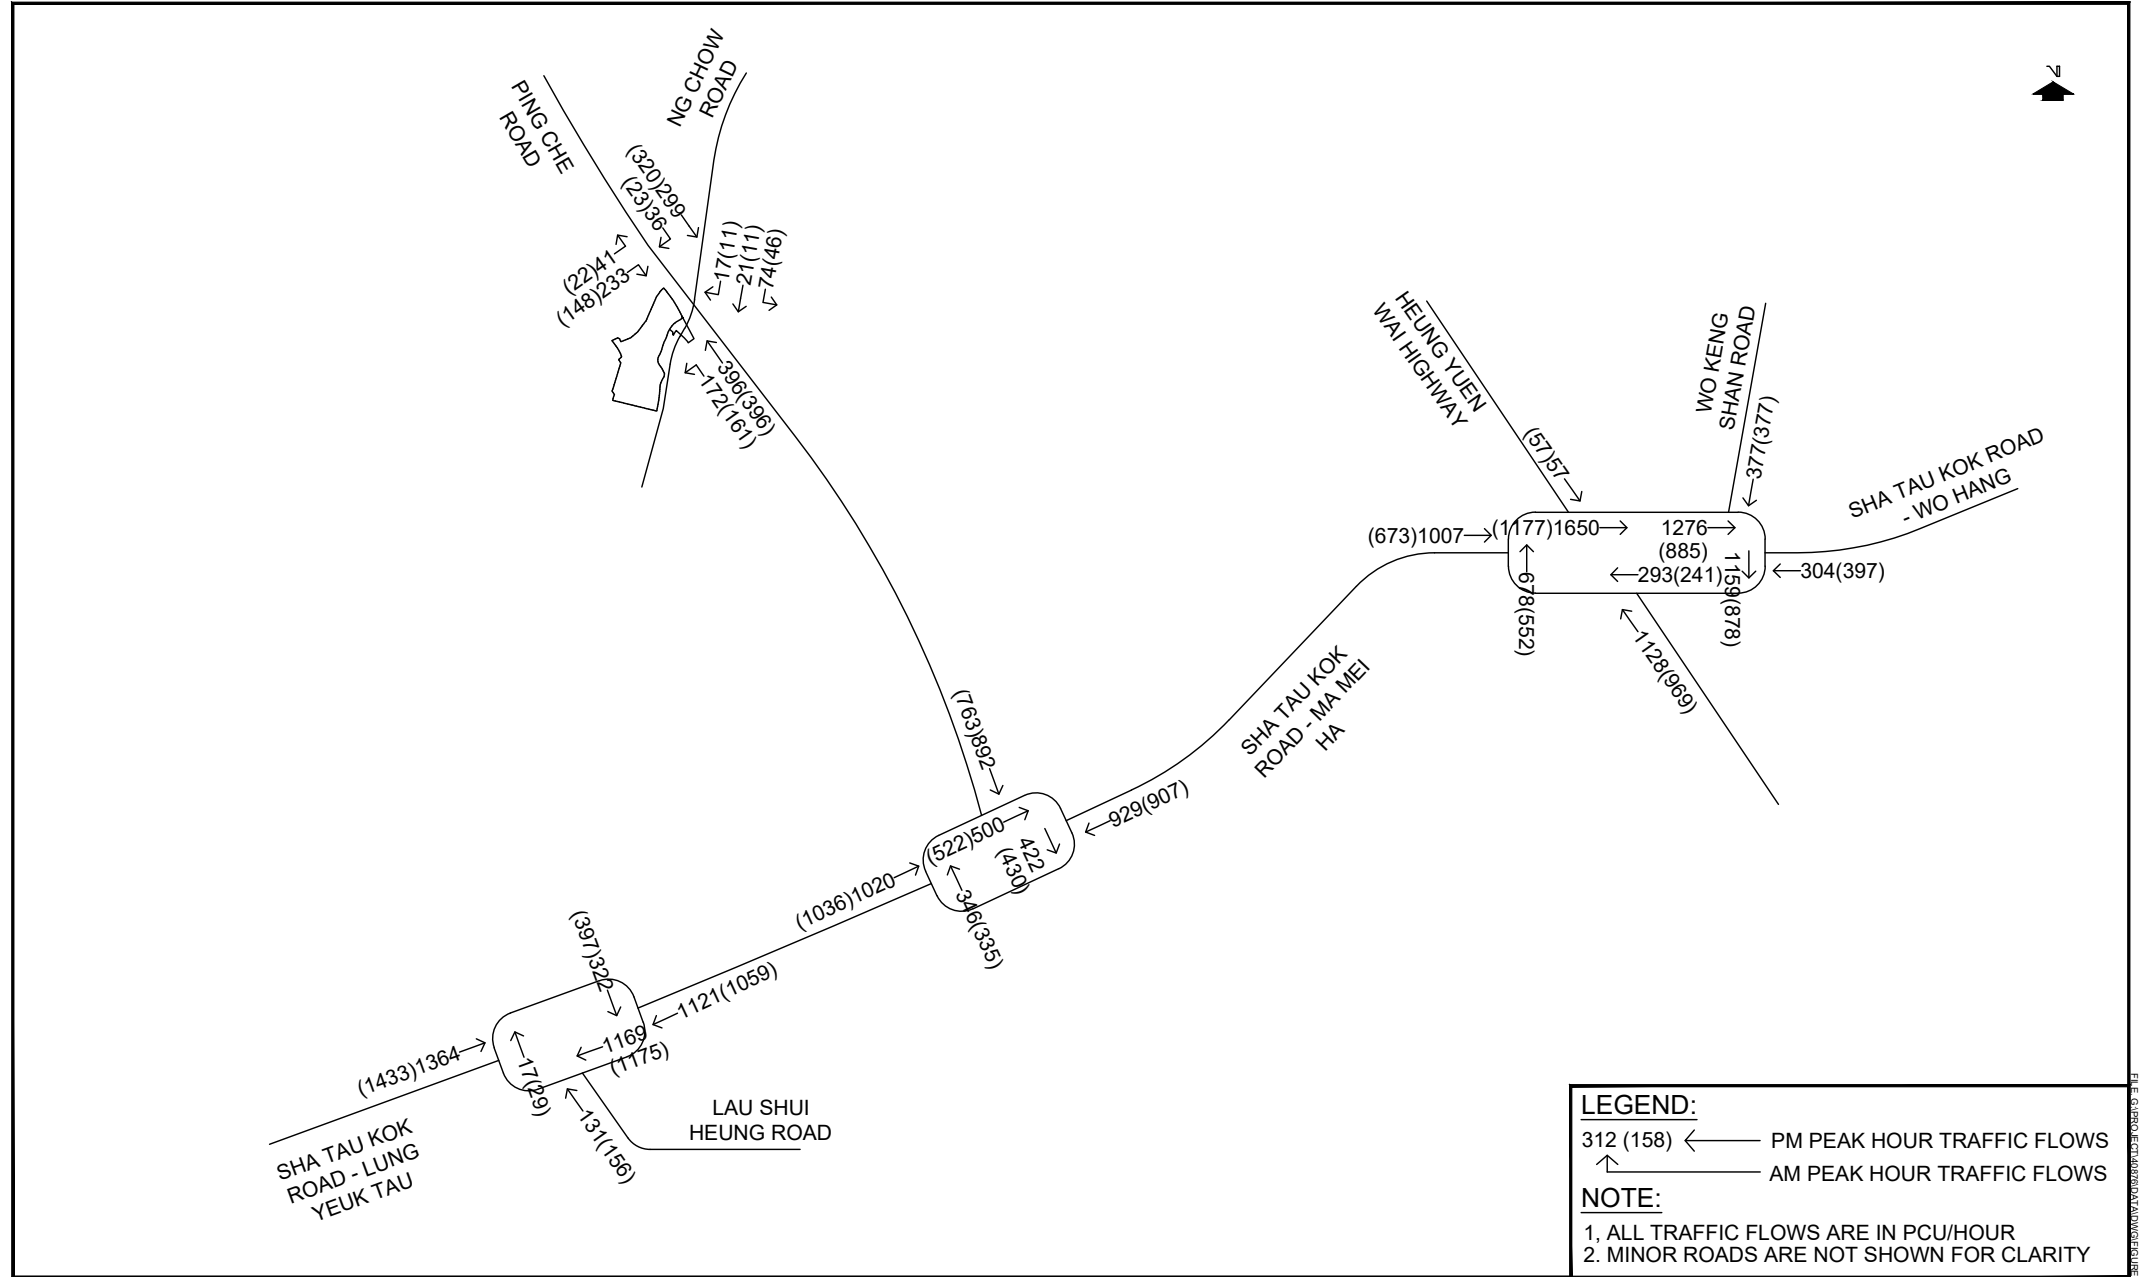 PING CHE
ROAD
NG CHOW
ROAD
N
(320)299
(23)36
(22)41
(148)233
17(11)
21(11)
74(46)
396(396)
172(161)
HEUNG YUEN
WAI HIGHWAY
WO KENG
SHAN ROAD
(57)57
377(377)
SHA TAU KOK ROAD
- WO HANG
(673)1007
(1177)1650
1276
(885)
293(241)
1159(878)
678(552)
304(397)
1128(969)
SHA TAU KOK
ROAD - MA MEI
HA
(763)892
929(907)
(522)500
422
(430)
346(335)
(1036)1020
(397)322
1121(1059)
1169
(1175)
(1433)1364
17(29)
131(156)
LAU SHUI
HEUNG ROAD
SHA TAU KOK
ROAD - LUNG
YEUK TAU
LEGEND:
312 (158)
PM PEAK HOUR TRAFFIC FLOWS
AM PEAK HOUR TRAFFIC FLOWS
NOTE:
1, ALL TRAFFIC FLOWS ARE IN PCU/HOUR
2. MINOR ROADS ARE NOT SHOWN FOR CLARITY
FILE: G:\PROJECT\40876\DATA\DWG\FIGURE